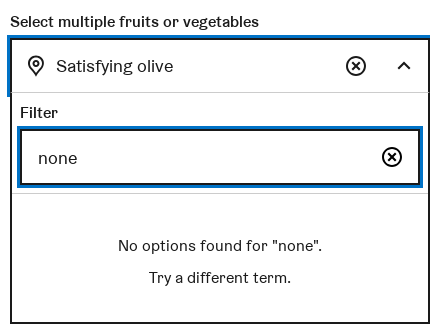 Select multiple fruits or vegetables
Satisfying olive
Filter
none
No options found for "none".
Try a different term.